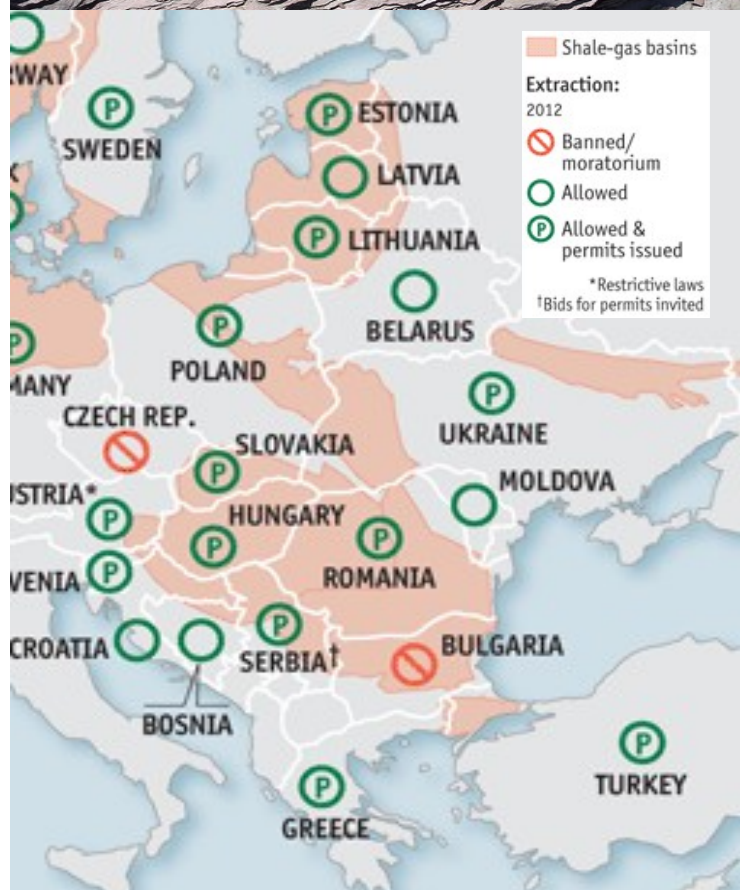 Shale-gas basins
Extraction:
2012
Banned/
moratorium
Allowed
P Allowed &
permits issued
*Restrictive laws
†Bids for permits invited
RWAY
P
SWEDEN
P ESTONIA
LATVIA
K
P LITHUANIA
BELARUS
P
POLAND
P
MANY
P
UKRAINE
CZECH REP.
SLOVAKIA
P
MOLDOVA
USTRIA*
P
HUNGARY
P
P
ROMANIA
VENIA P
P
SERBIA†
CROATIA
BULGARIA
BOSNIA
P
TURKEY
P
GREECE